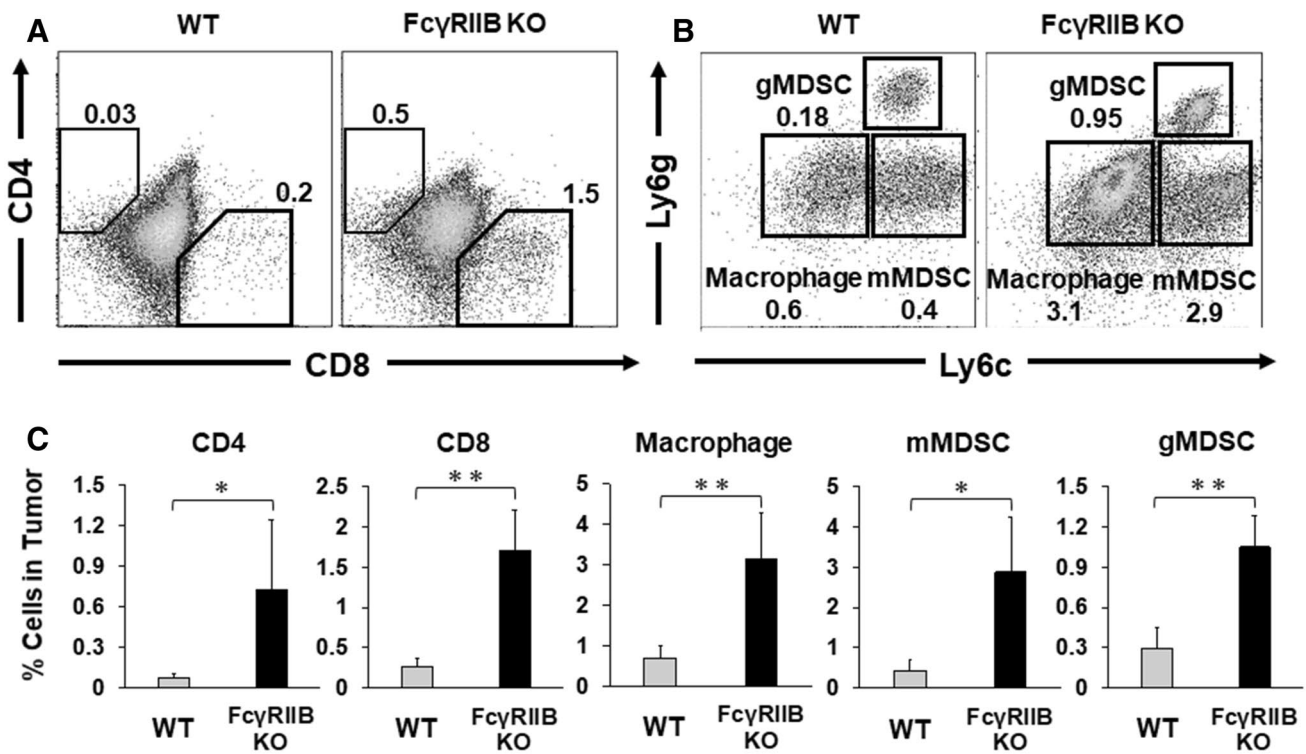 A
WT
FcγRIIB KO
CD4
0.03
0.2
0.5
1.5
CD8
B
WT
FcγRIIB KO
Ly6g
gMDSC
0.18
Macrophage
0.6
mMDSC
0.4
gMDSC
0.95
Macrophage
3.1
mMDSC
2.9
Ly6c
C
% Cells in Tumor
CD4
1.5
1.2
0.9
0.6
0.3
0
*
WT
FcγRIIB
KO
CD8
2.5
2
1.5
1
0.5
0
**
WT
FcγRIIB
KO
Macrophage
5
4
3
2
1
0
**
WT
FcγRIIB
KO
mMDSC
5
4
3
2
1
0
*
WT
FcγRIIB
KO
gMDSC
1.5
1.2
0.9
0.6
0.3
0
**
WT
FcγRIIB
KO